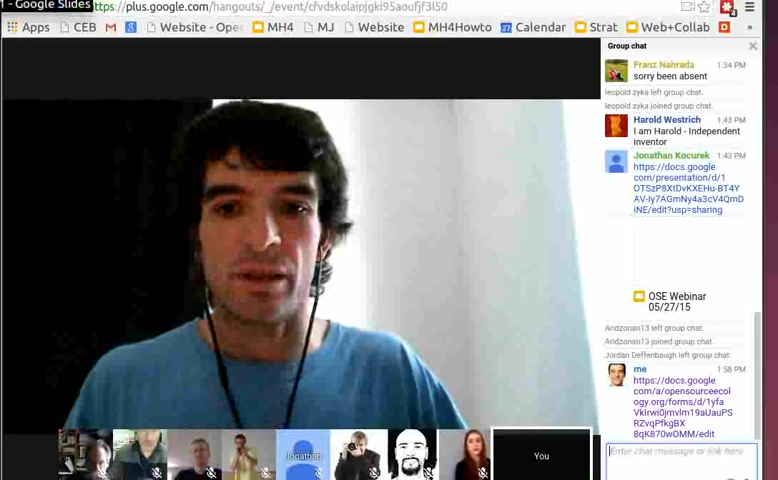 - Google Slides
ttps://plus.google.com/hangouts/_/event/cfvdskolaipjgki95saoufjf3l50
Apps CEB Website - Ope MH4 MJ Website MH4Howto Calendar Strat Web+Collab D »
Group chat
Franz Nahrada 1:34 PM
sorry been absent
leopold zyka left group chat.
leopold zyka joined group chat.
Harold Westrich 1:43 PM
I am Harold - Independent
inventor
Jonathan Kocurek 1:43 PM
https://docs.google
com/presentation/d/1
OTSzP8XtDvKXEHu-BT4Y
AV-Iy7AGmNy4a3cV4QmD
iNE/edit?usp=sharing
OSE Webinar
05/27/15
Aridzonan13 left group chat.
Aridzonan13 joined group chat.
Jordan Deffenbaugh left group chat.
me 1:58 PM
https://docs.google
com/a/opensourceecol
ogy.org/forms/d/1yfa
VkIrwi0jmvlm19aUauPS
RZvqPfkgBX
8qK870wOMM/edit
Enter chat message or link here
Jonathan
You